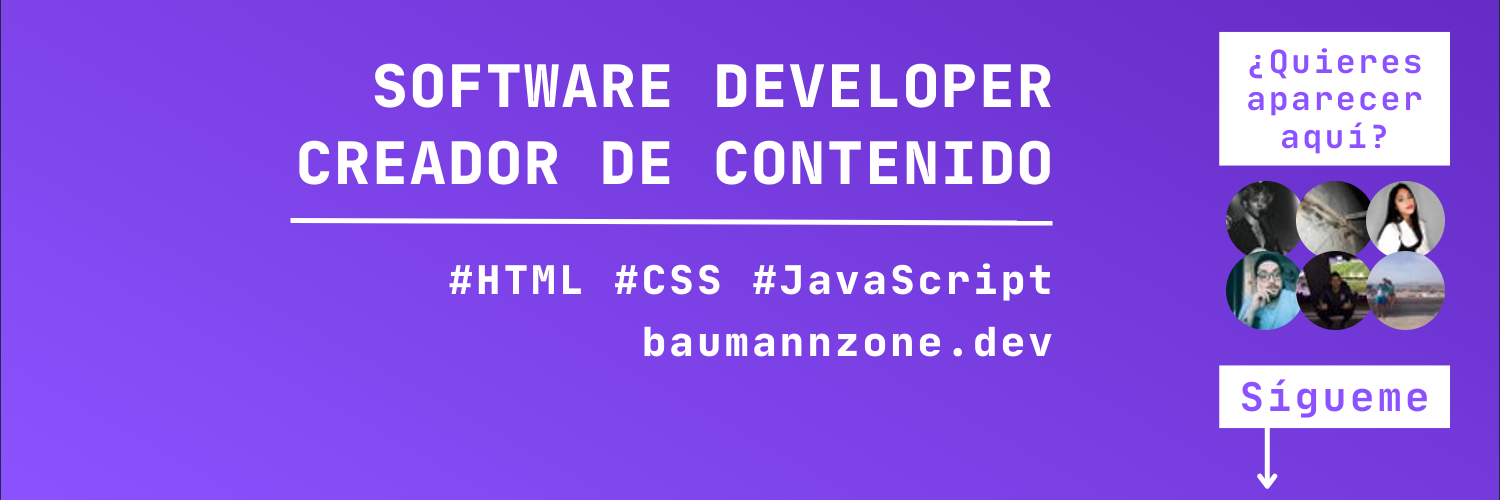 SOFTWARE DEVELOPER
CREADOR DE CONTENIDO
#HTML #CSS #JavaScript
baumannzone.dev
¿Quieres
aparecer
aquí?
Sígueme